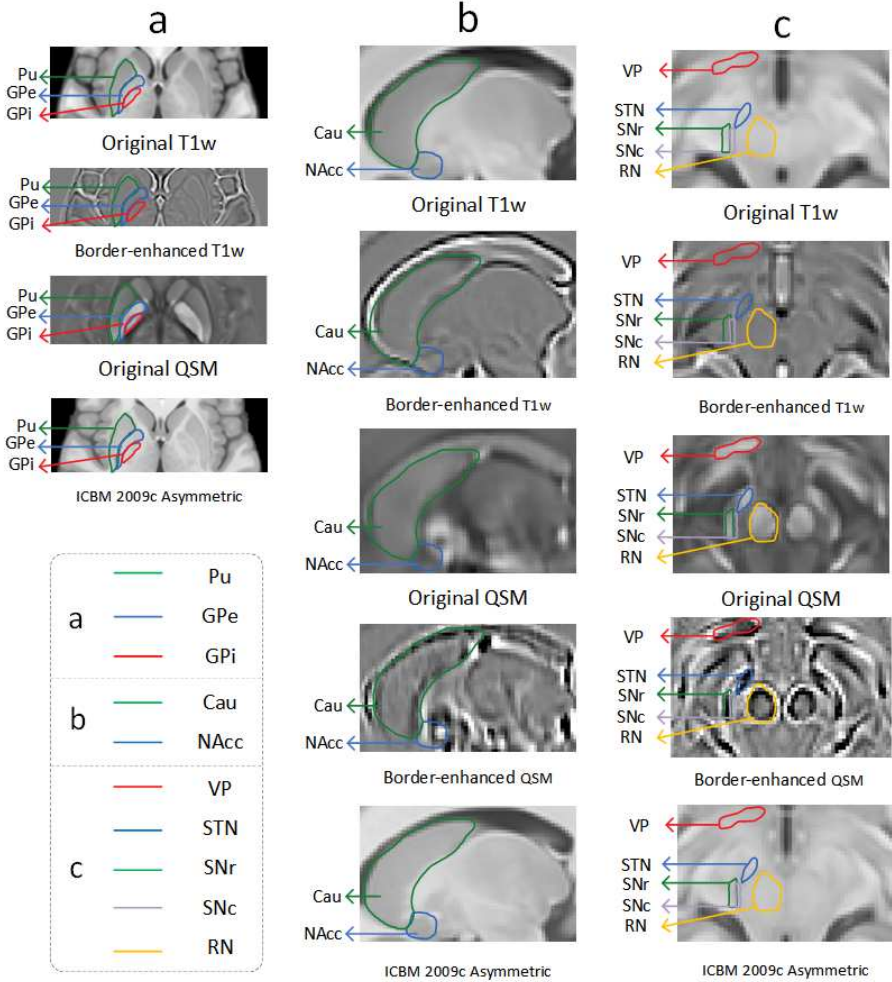 a
Pu
GPe
GPi
Original T1w
Pu
GPe
GPi
Border-enhanced T1w
Pu
GPe
GPi
Original QSM
Pu
GPe
GPi
ICBM 2009c Asymmetric
a
Pu
GPe
GPi
b
Cau
NAcc
c
VP
STN
SNr
SNc
RN
b
Cau
NAcc
Original T1w
Cau
NAcc
Border-enhanced T1w
Cau
NAcc
Original QSM
Cau
NAcc
Border-enhanced QSM
Cau
NAcc
ICBM 2009c Asymmetric
c
VP
STN
SNr
SNc
RN
Original T1w
VP
STN
SNr
SNc
RN
Border-enhanced T1w
VP
STN
SNr
SNc
RN
Original QSM
VP
STN
SNr
SNc
RN
Border-enhanced QSM
VP
STN
SNr
SNc
RN
ICBM 2009c Asymmetric